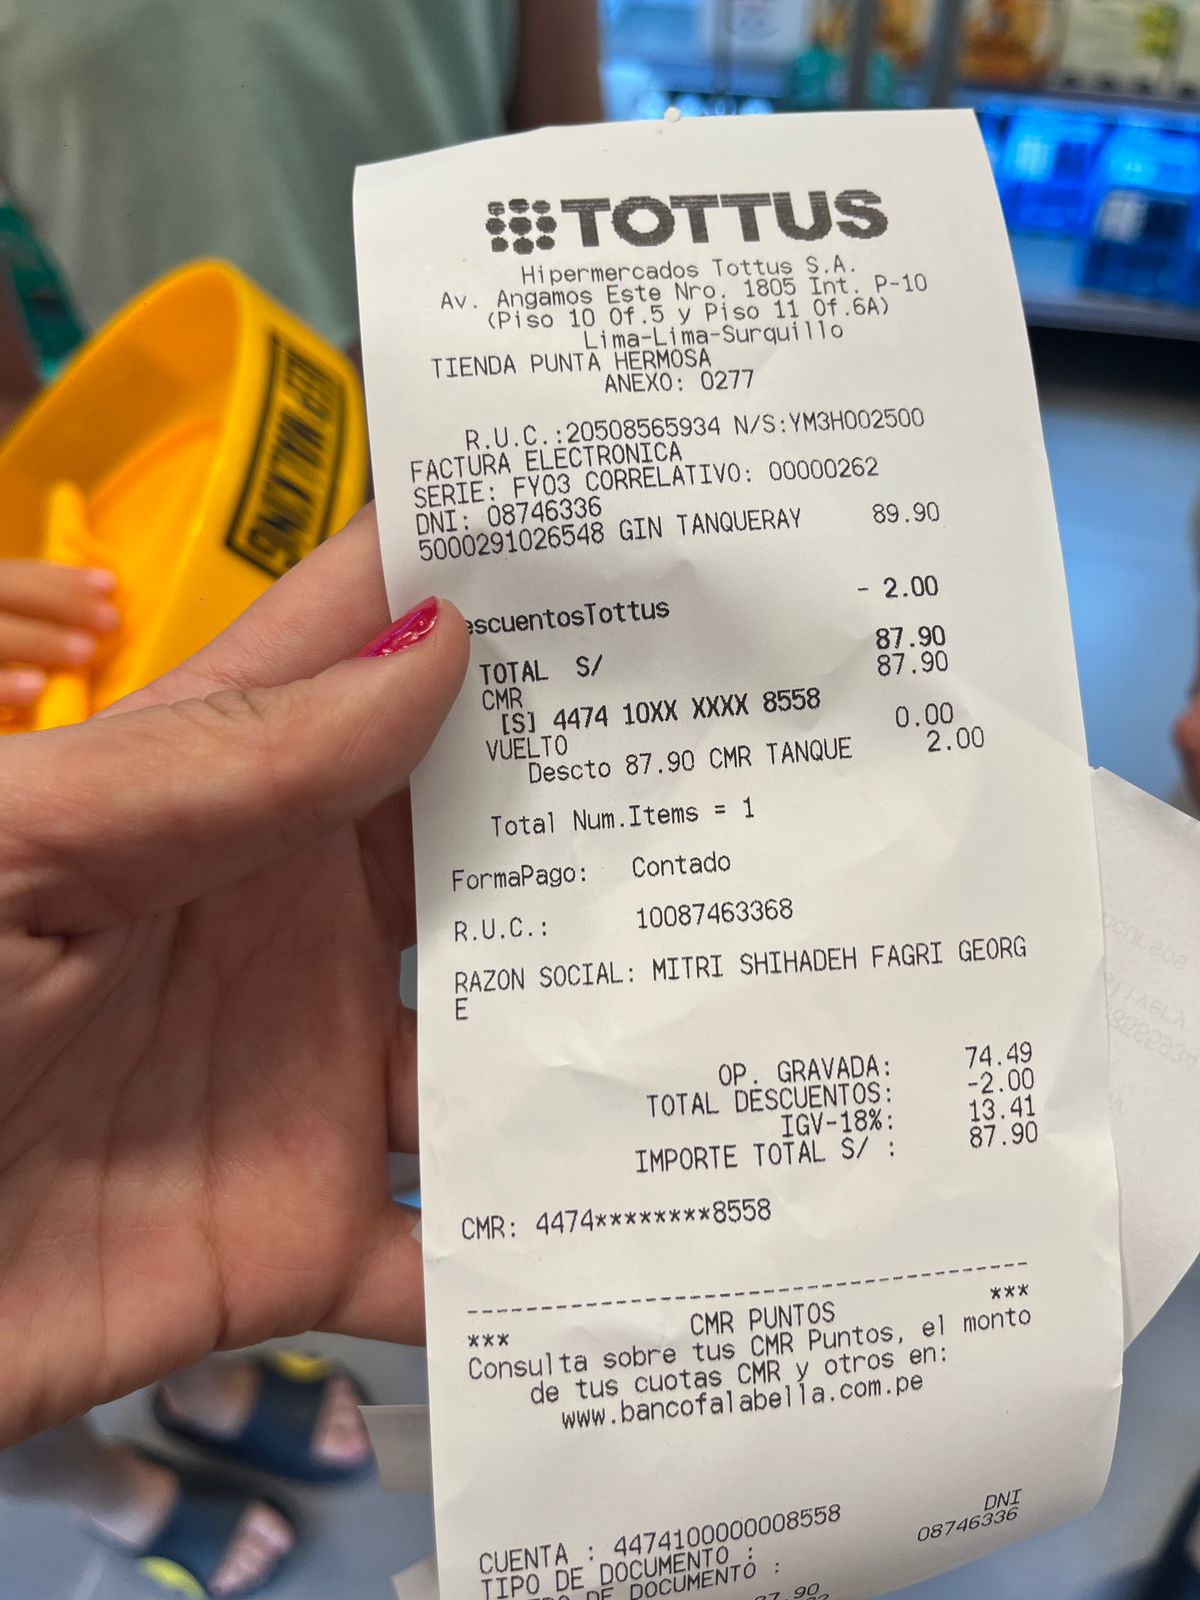 TOTTUS
Hipermercados Tottus S.A.
Av. Angamos Este Nro. 1805 Int. P-10
(Piso 10 Of.5 y Piso 11 Of.6A)
Lima-Lima-Surquillo
TIENDA PUNTA HERMOSA
ANEXO: 0277
R.U.C.:20508565934 N/S:YM3H002500
FACTURA ELECTRONICA
SERIE: FY03 CORRELATIVO: 00000262
DNI: 08746336
5000291026548 GIN TANQUERAY 89.90
- 2.00
escuentosTottus
TOTAL S/ 87.90
CMR 87.90
[S] 4474 10XX XXXX 8558
VUELTO 0.00
Descto 87.90 CMR TANQUE 2.00
Total Num.Items = 1
FormaPago: Contado
R.U.C.: 10087463368
RAZON SOCIAL: MITRI SHIHADEH FAGRI GEORG
E
OP. GRAVADA: 74.49
TOTAL DESCUENTOS: -2.00
IGV-18%: 13.41
IMPORTE TOTAL S/ : 87.90
CMR: 4474********8558
------------------------------------------
*** CMR PUNTOS ***
Consulta sobre tus CMR Puntos, el monto
de tus cuotas CMR y otros en:
www.bancofalabella.com.pe
CUENTA : 4474100000008558 DNI
TIPO DE DOCUMENTO : 08746336
DE DOCUMENTO :
87.90